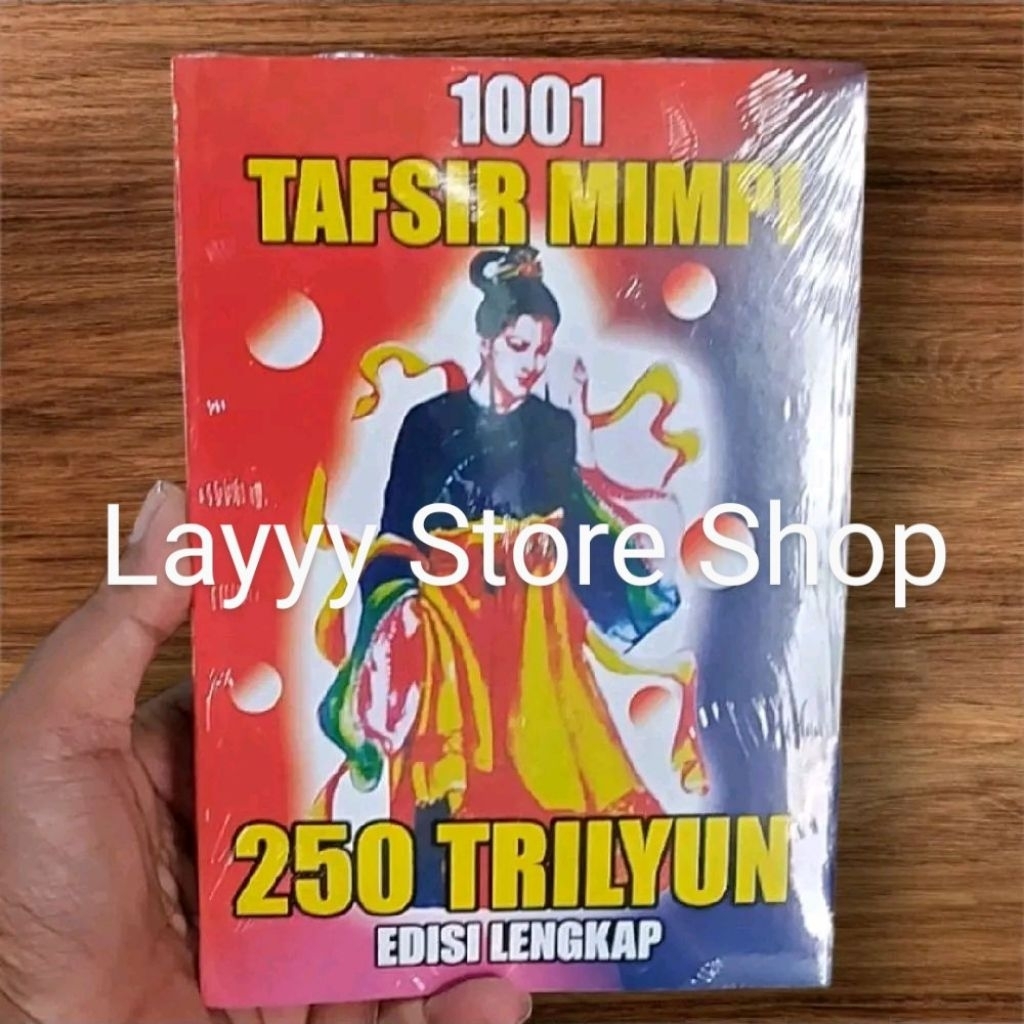 1001
TAFSIR MIMPI
Layyy Store Shop
250 TRILYUN
EDISI LENGKAP